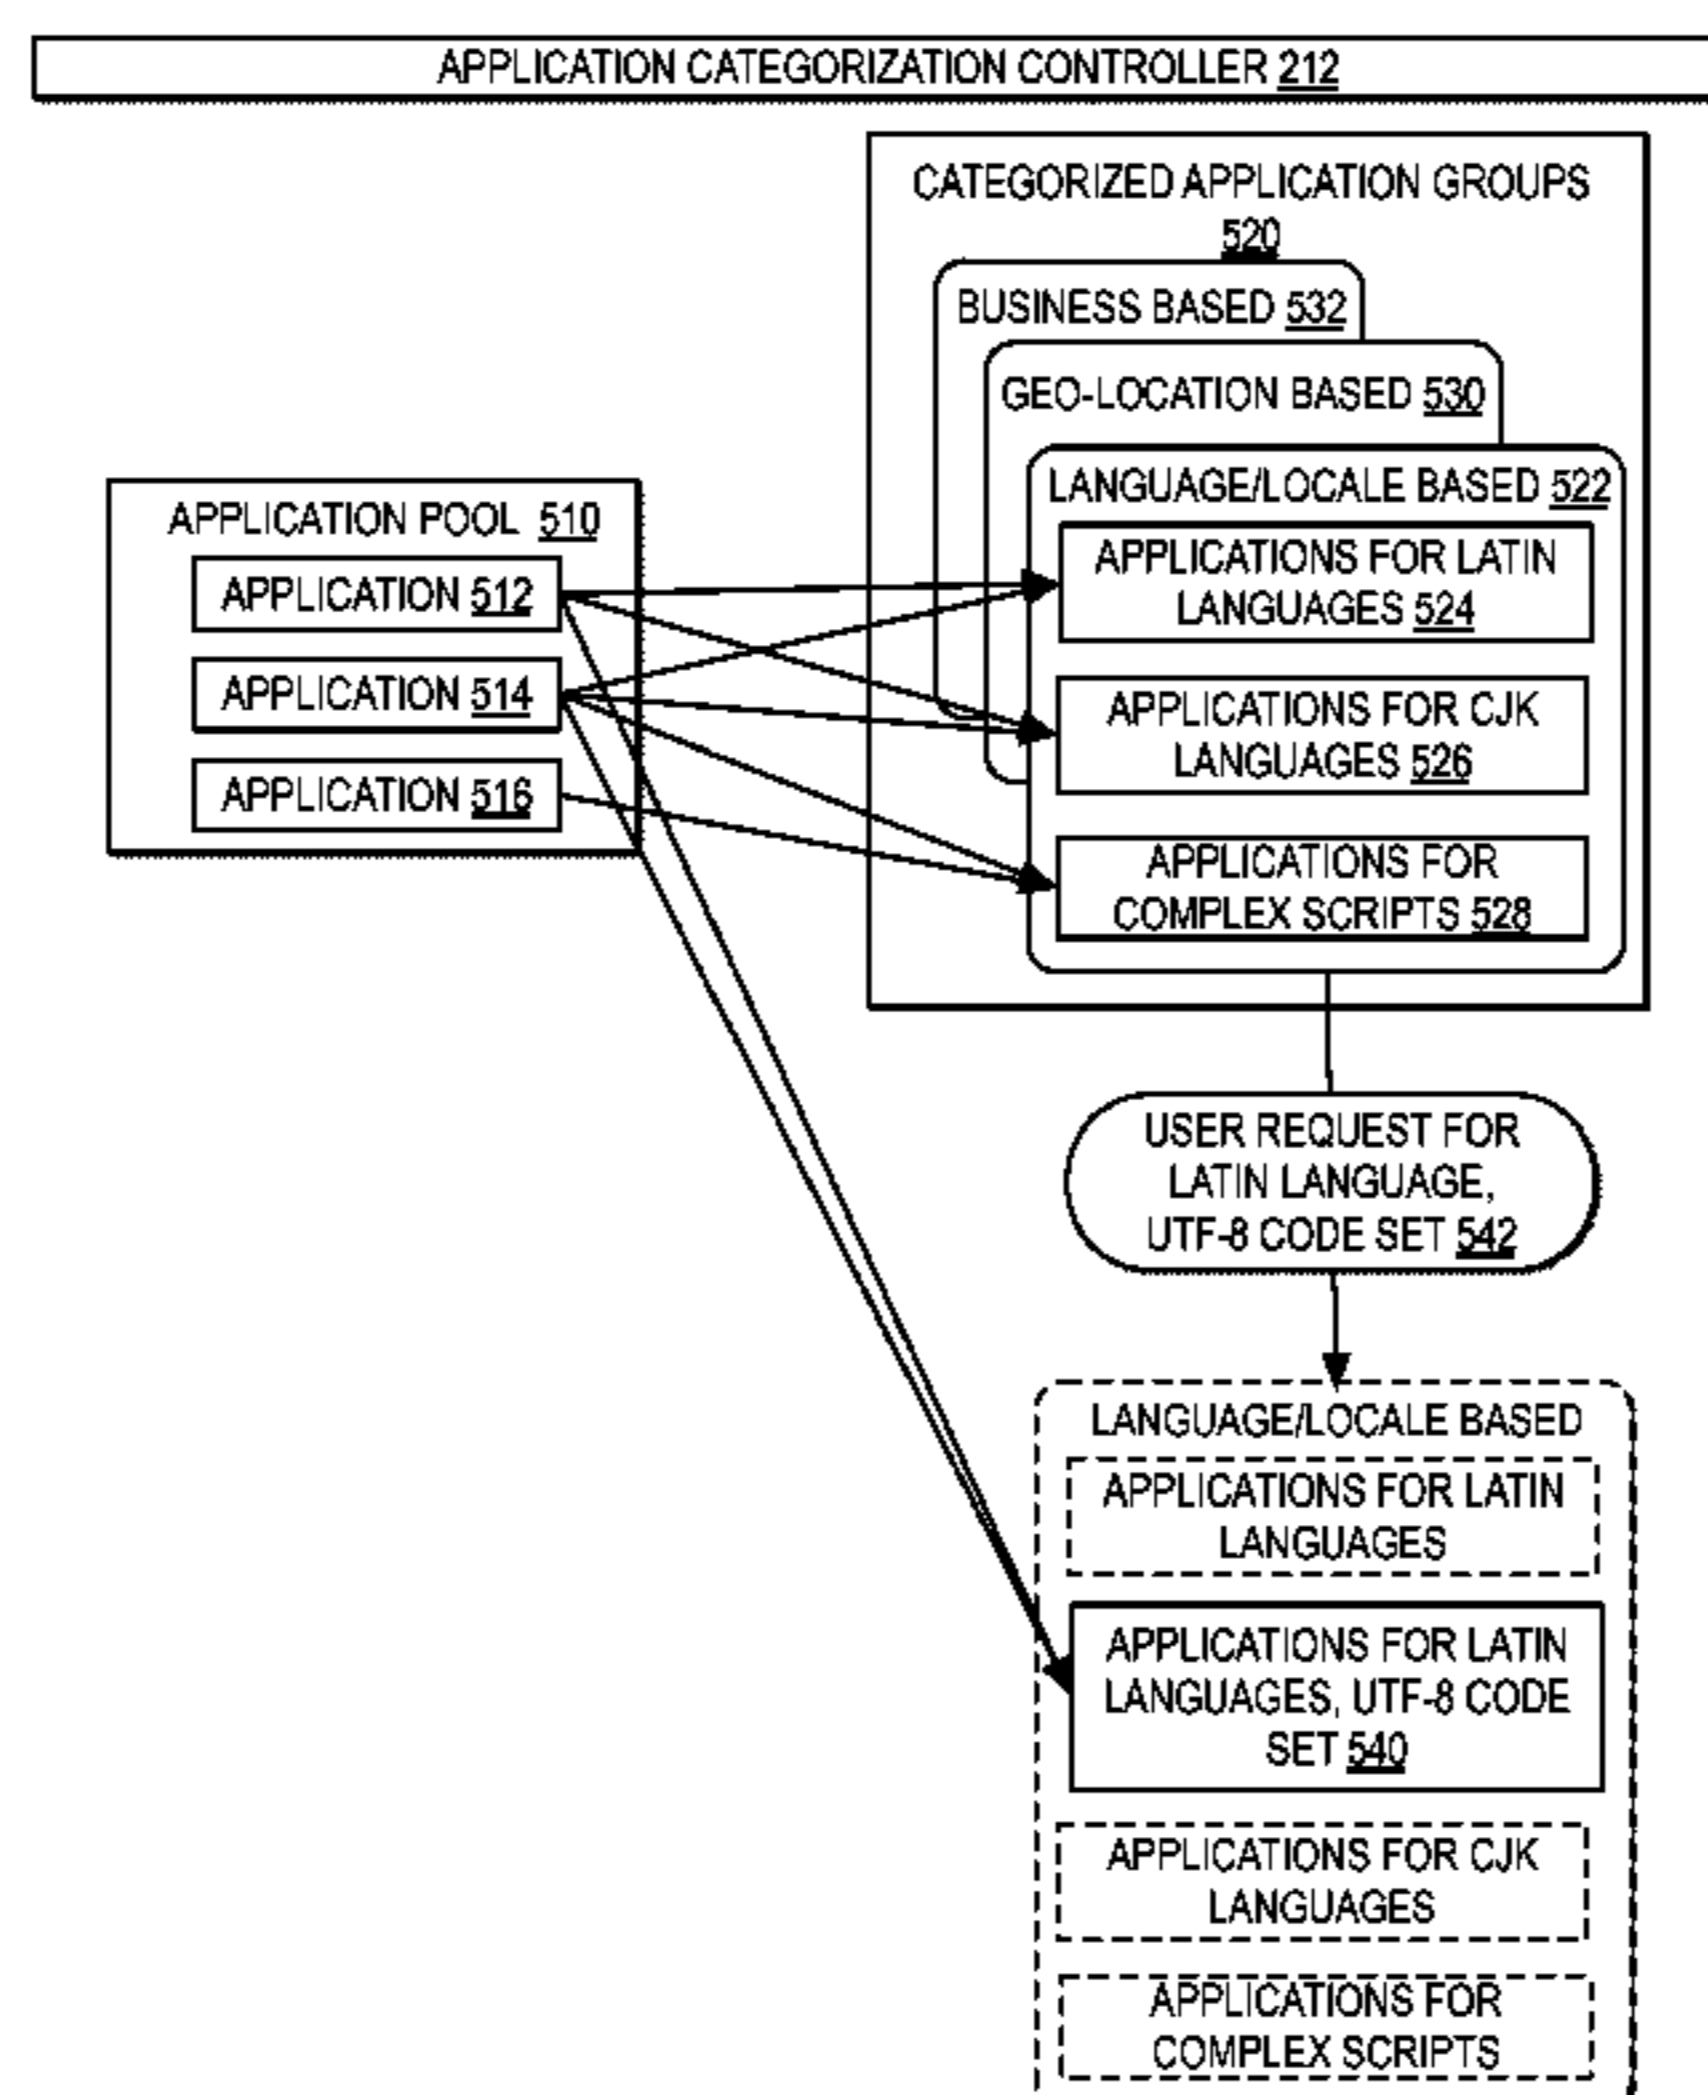 APPLICATION CATEGORIZATION CONTROLLER 212
CATEGORIZED APPLICATION GROUPS
520
BUSINESS BASED 532
GEO-LOCATION BASED 530
LANGUAGE/LOCALE BASED 522
APPLICATIONS FOR LATIN
LANGUAGES 524
APPLICATIONS FOR CJK
LANGUAGES 526
APPLICATIONS FOR
COMPLEX SCRIPTS 528
APPLICATION POOL 510
APPLICATION 512
APPLICATION 514
APPLICATION 516
USER REQUEST FOR
LATIN LANGUAGE,
UTF-8 CODE SET 542
LANGUAGE/LOCALE BASED
APPLICATIONS FOR LATIN
LANGUAGES
APPLICATIONS FOR LATIN
LANGUAGES, UTF-8 CODE
SET 540
APPLICATIONS FOR CJK
LANGUAGES
APPLICATIONS FOR
COMPLEX SCRIPTS